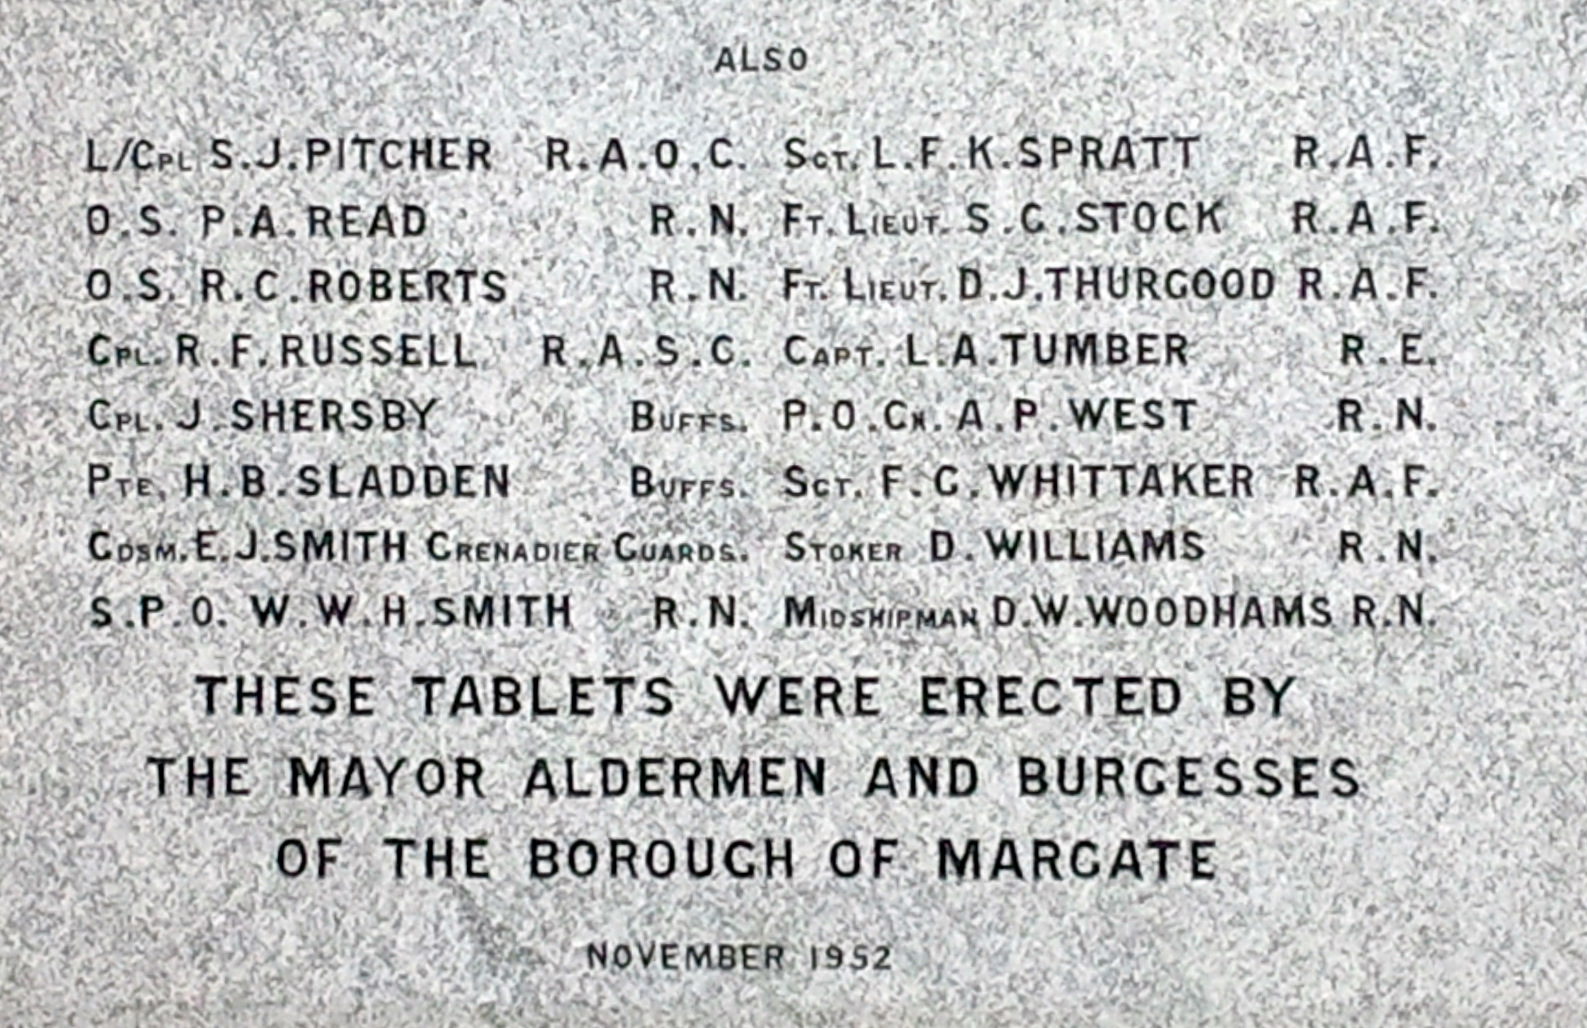 ALSO
L/CPL S.J.PITCHER R.A.O.C. SGT. L.F.K.SPRATT R.A.F.
O.S. P.A.READ R.N. FT. LIEUT. S.G.STOCK R.A.F.
O.S. R.C.ROBERTS R.N. FT. LIEUT. D.J.THURGOOD R.A.F.
CPL. R.F.RUSSELL R.A.S.C. CAPT. L.A.TUMBER R.E.
CPL. J.SHERSBY BUFFS. P.O.CK. A.P.WEST R.N.
PTE. H.B.SLADDEN BUFFS. SGT. F.G.WHITTAKER R.A.F.
GDSM. E.J.SMITH GRENADIER GUARDS. STOKER D.WILLIAMS R.N.
S.P.O. W.W.H.SMITH R.N. MIDSHIPMAN D.W.WOODHAMS R.N.
THESE TABLETS WERE ERECTED BY
THE MAYOR ALDERMEN AND BURGESSES
OF THE BOROUGH OF MARGATE
NOVEMBER 1952